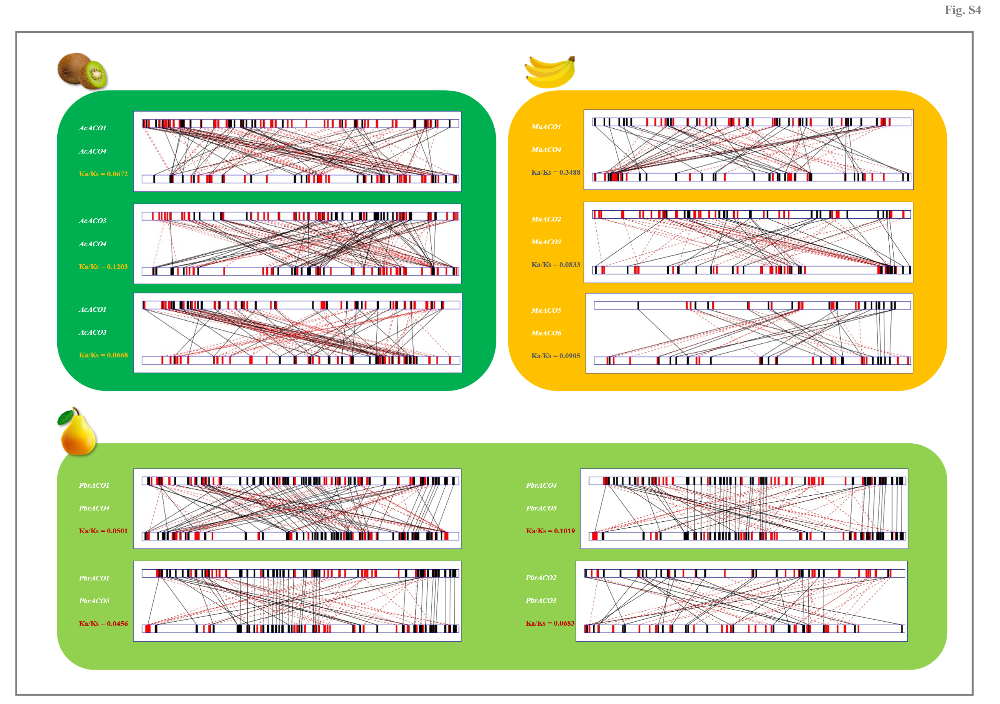 Fig. S4
AcACO1
AcACO4
Ka/Ks = 0.0672
AcACO3
AcACO4
Ka/Ks = 0.1203
AcACO1
AcACO3
Ka/Ks = 0.0668
MaACO1
MaACO4
Ka/Ks = 0.3488
MaACO2
MaACO3
Ka/Ks = 0.0833
MaACO5
MaACO6
Ka/Ks = 0.0905
PbrACO1
PbrACO4
Ka/Ks = 0.0501
PbrACO1
PbrACO5
Ka/Ks = 0.0456
PbrACO4
PbrACO5
Ka/Ks = 0.1019
PbrACO2
PbrACO3
Ka/Ks = 0.0683